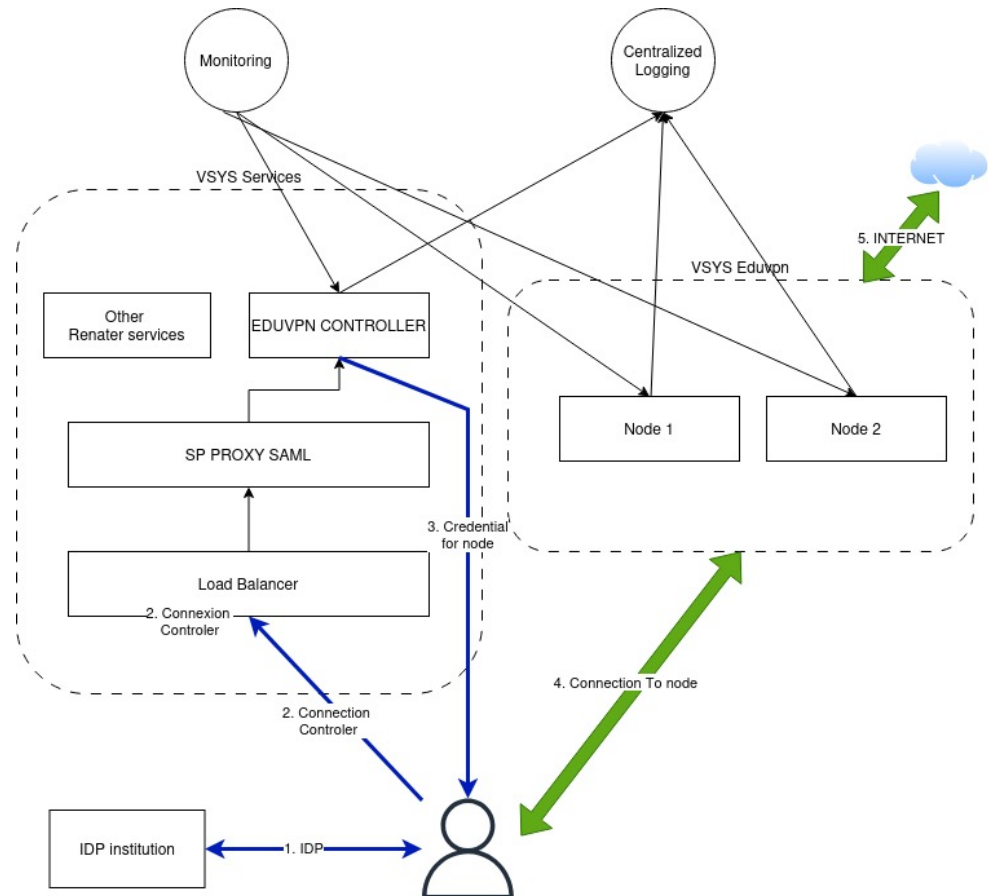 Monitoring
Centralized
Logging
VSYS Services
5. INTERNET
VSYS Eduvpn
Other
Renater services
EDUVPN CONTROLLER
Node 1
Node 2
SP PROXY SAML
3. Credential
for node
Load Balancer
2. Connexion
Controler
4. Connection To node
2. Connection
Controler
IDP institution
1. IDP